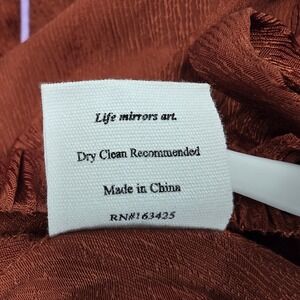 Life mirrors art.
Dry Clean Recommended
Made in China
RN#163425